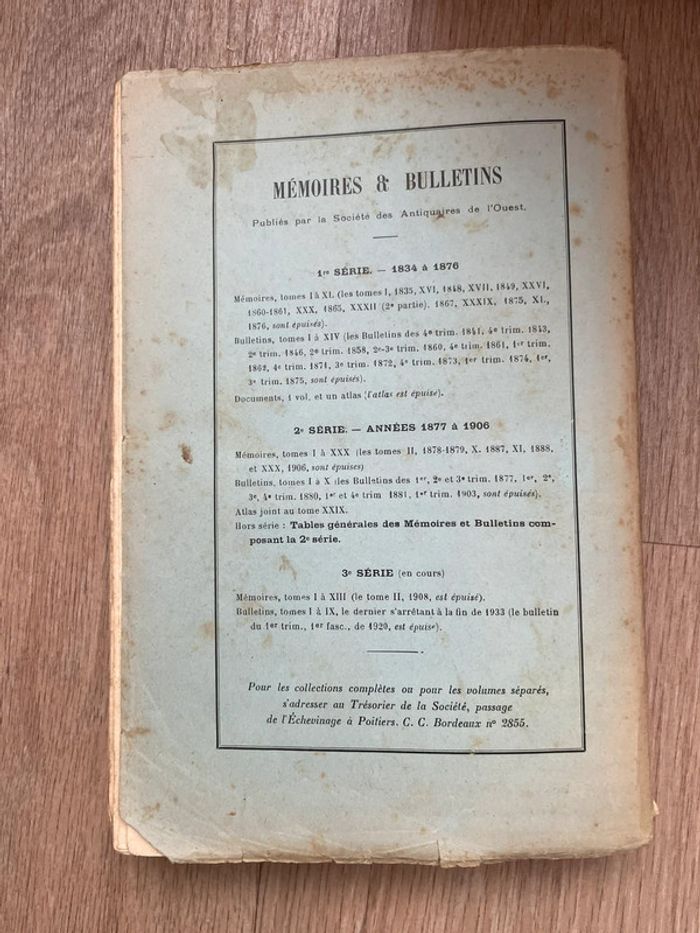 MÉMOIRES & BULLETINS
Publiés par la Société des Antiquaires de l'Ouest.
1re SÉRIE. — 1834 à 1876
Mémoires, tomes I à XL (les tomes I, 1835, XVI, 1848, XVII, 1849, XXVI,
1860-1861, XXX, 1865, XXXII (2e partie). 1867, XXXIX, 1875, XL,
1876, sont épuisés).
Bulletins, tomes I à XIV (les Bulletins des 4e trim. 1841, 4e trim. 1843,
2e trim. 1846, 2e trim. 1858, 2e-3e trim. 1860, 4e trim. 1861, 1er trim.
1862, 4e trim. 1871, 3e trim. 1872, 4e trim. 1873, 1er trim. 1874, 1er,
3e trim. 1875, sont épuisés).
Documents, 1 vol. et un atlas (l'atlas est épuisé).
2e SÉRIE. — ANNÉES 1877 à 1906
Mémoires, tomes I à XXX (les tomes II, 1878-1879, X. 1887, XI, 1888,
et XXX, 1906, sont épuisés)
Bulletins, tomes I à X (les Bulletins des 1er, 2e et 3e trim. 1877, 1er, 2e,
3e, 4e trim. 1880, 1er et 4e trim 1881, 1er trim. 1903, sont épuisés).
Atlas joint au tome XXIX.
Hors série : Tables générales des Mémoires et Bulletins com-
posant la 2e série.
3e SÉRIE (en cours)
Mémoires, tomes I à XIII (le tome II, 1908, est épuisé).
Bulletins, tomes I à IX, le dernier s'arrêtant à la fin de 1933 (le bulletin
du 1er trim., 1er fasc., de 1920, est épuisé).
Pour les collections complètes ou pour les volumes séparés,
s'adresser au Trésorier de la Société, passage
de l'Échevinage à Poitiers. C. C. Bordeaux nº 2855.